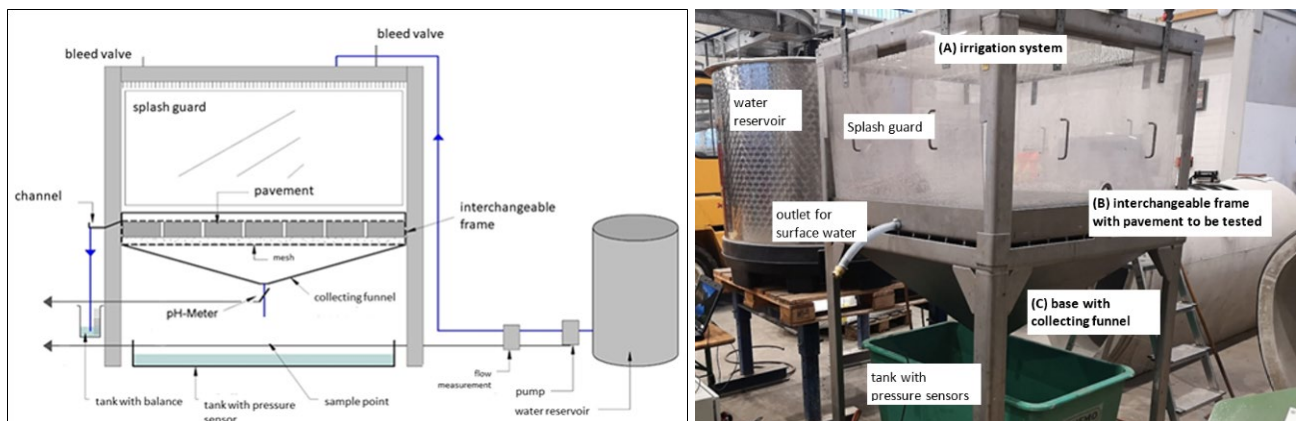 bleed valve
bleed valve
splash guard
channel
pavement
interchangeable
frame
mesh
collecting funnel
pH-Meter
flow
measurement
pump
tank with balance
tank with pressure
sensor
sample point
water reservoir
(A) irrigation system
water
reservoir
Splash guard
outlet for
surface water
(B) interchangeable frame
with pavement to be tested
(C) base with
collecting funnel
tank with
pressure sensors